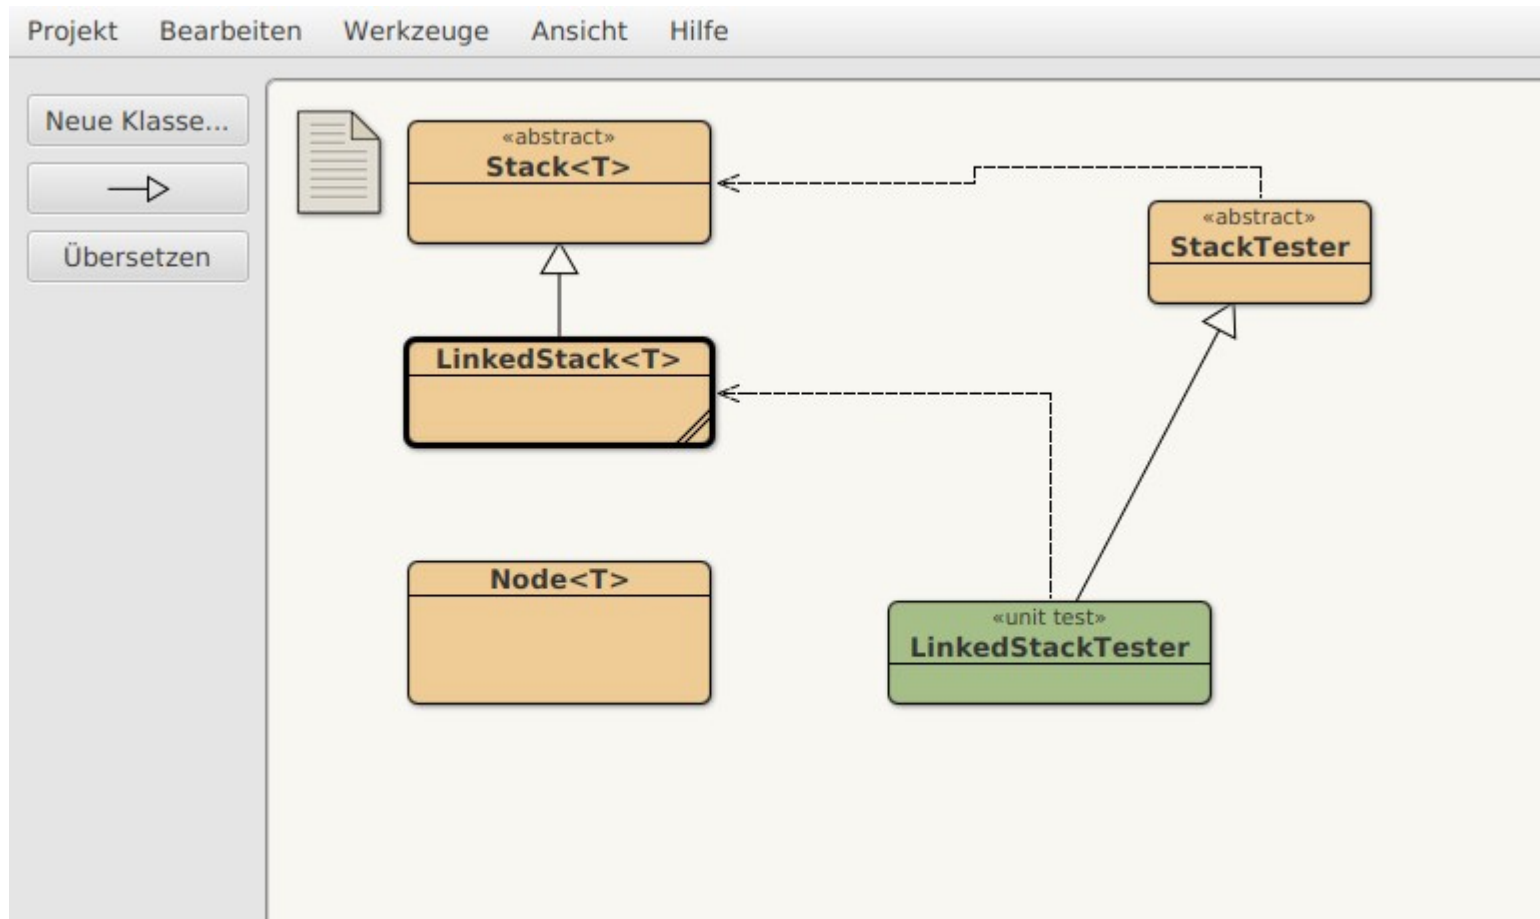 Projekt Bearbeiten Werkzeuge Ansicht Hilfe
Neue Klasse...
Übersetzen
«abstract»
Stack<T>
«abstract»
StackTester
LinkedStack<T>
Node<T>
«unit test»
LinkedStackTester